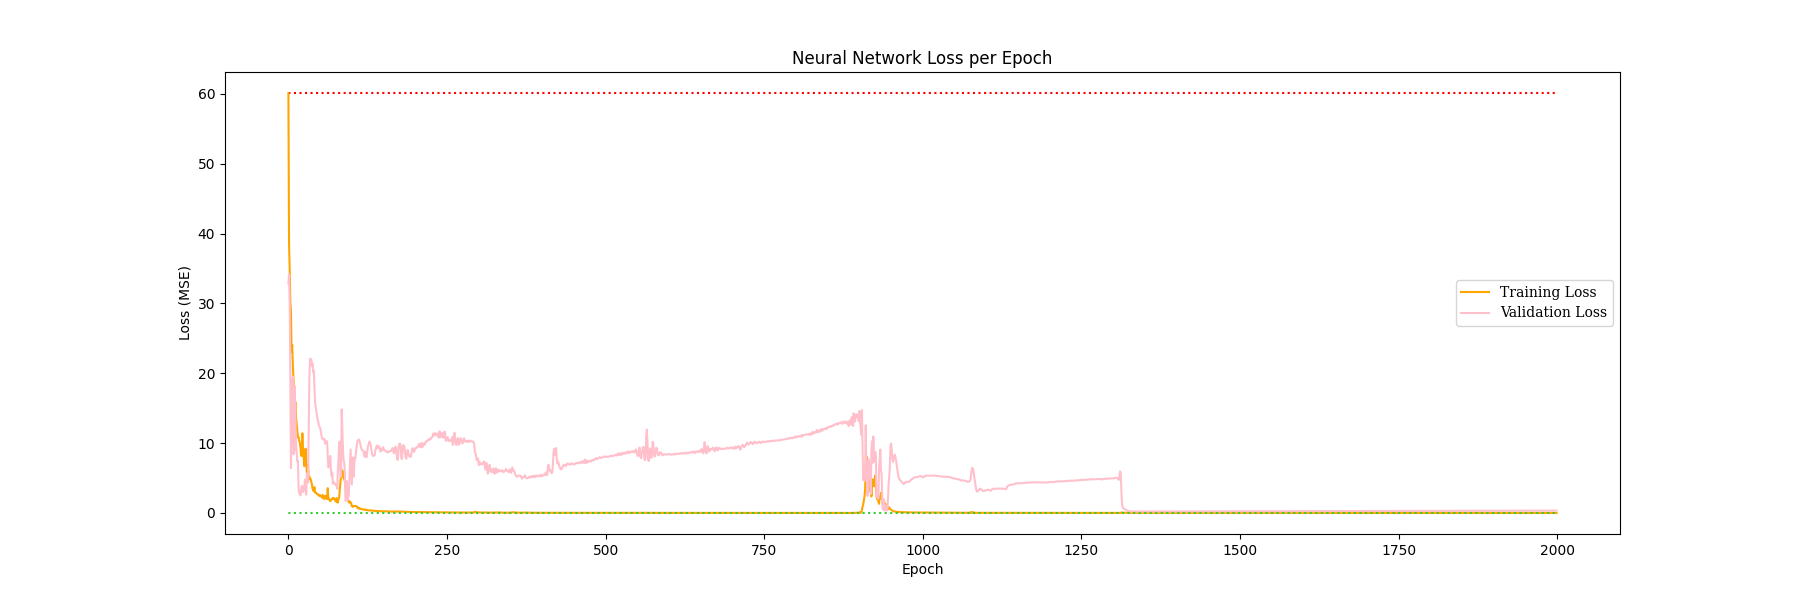 Neural Network Loss per Epoch
60
50
40
30
20
10
0
Loss (MSE)
Training Loss
Validation Loss
0 250 500 750 1000 1250 1500 1750 2000
Epoch